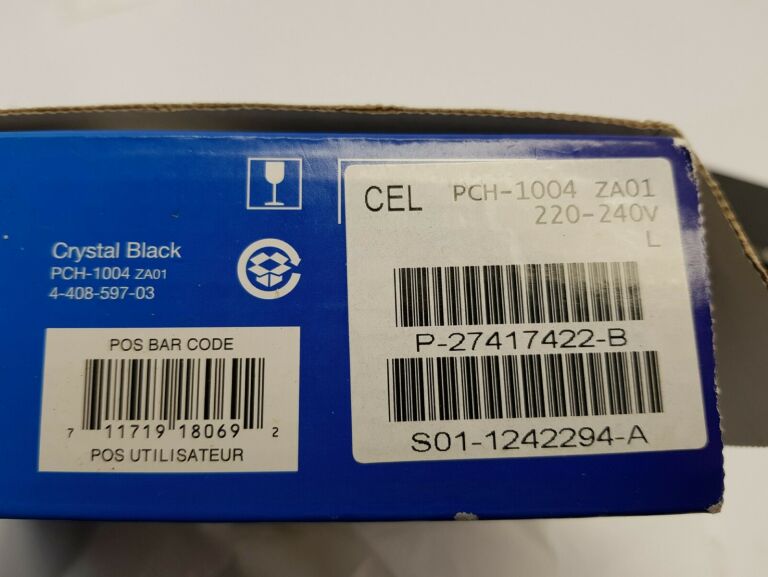 Crystal Black
PCH-1004 ZA01
4-408-597-03
POS BAR CODE
7 11719 18069 2
POS UTILISATEUR
CEL PCH-1004 ZA01
220-240V
L
P-27417422-B
S01-1242294-A